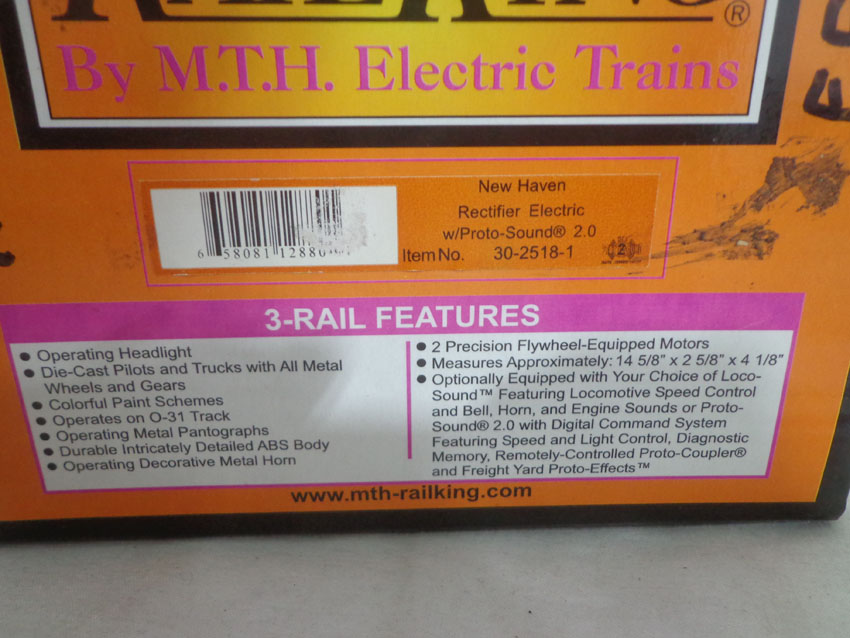 RAILKING®
By M.T.H. Electric Trains
New Haven
Rectifier Electric
w/Proto-Sound® 2.0
Item No. 30-2518-1
6 58081 1288
3-RAIL FEATURES
● Operating Headlight
● Die-Cast Pilots and Trucks with All Metal
Wheels and Gears
● Colorful Paint Schemes
● Operates on O-31 Track
● Operating Metal Pantographs
● Durable Intricately Detailed ABS Body
● Operating Decorative Metal Horn
● 2 Precision Flywheel-Equipped Motors
● Measures Approximately: 14 5/8” x 2 5/8” x 4 1/8”
● Optionally Equipped with Your Choice of Loco-
Sound™ Featuring Locomotive Speed Control
and Bell, Horn, and Engine Sounds or Proto-
Sound® 2.0 with Digital Command System
Featuring Speed and Light Control, Diagnostic
Memory, Remotely-Controlled Proto-Coupler®
and Freight Yard Proto-Effects™
www.mth-railking.com